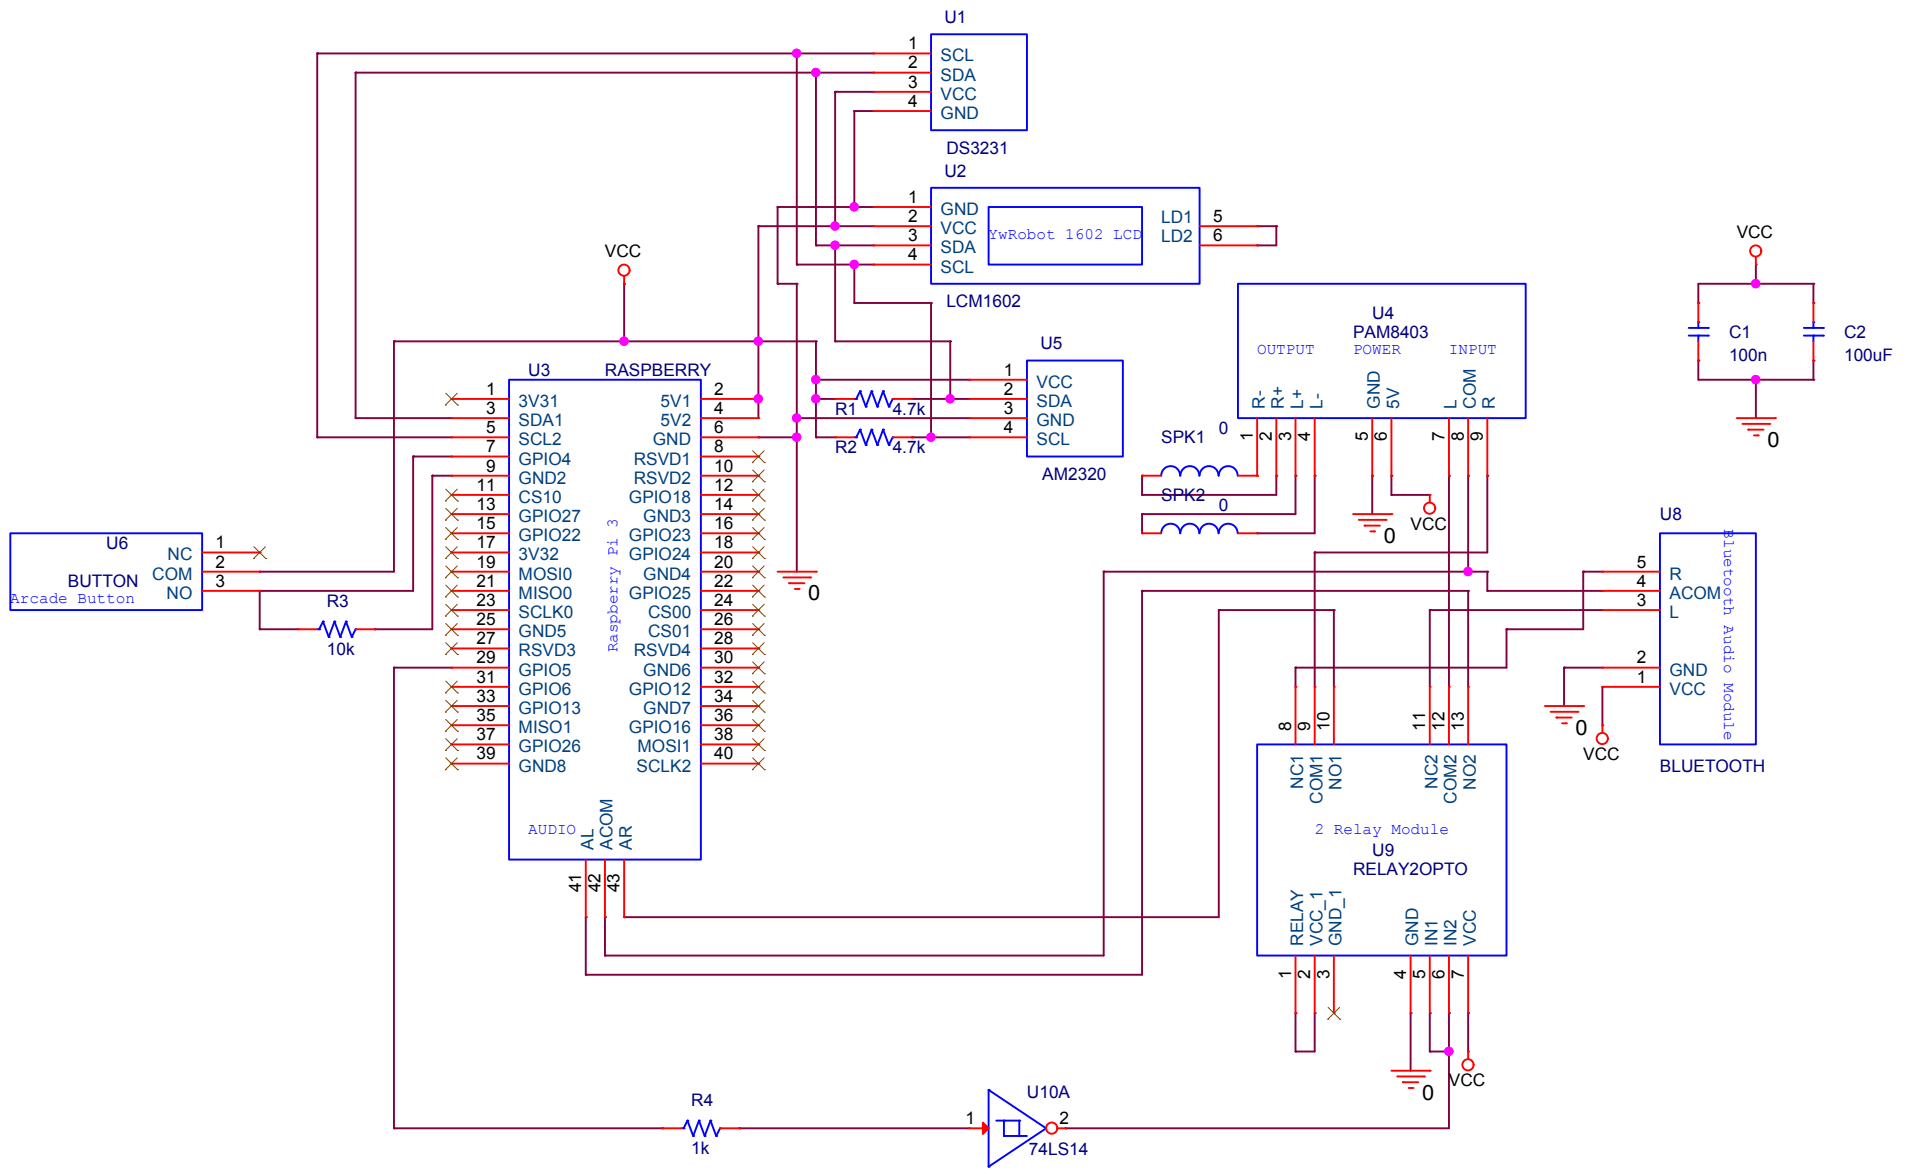 U1
1 SCL
2 SDA
3 VCC
4 GND
DS3231
U2
1 GND
2 VCC
3 SDA
4 SCL
YwRobot 1602 LCD
LD1 5
LD2 6
LCM1602
VCC
U5
1 VCC
2 SDA
3 GND
4 SCL
AM2320
R1 4.7k
R2 4.7k
U3 RASPBERRY
Raspberry Pi 3
1 3V31 5V1 2
3 SDA1 5V2 4
5 SCL2 GND 6
7 GPIO4 RSVD1 8
9 GND2 RSVD2 10
11 CS10 GPIO18 12
13 GPIO27 GND3 14
15 GPIO22 GPIO23 16
17 3V32 GPIO24 18
19 MOSI0 GND4 20
21 MISO0 GPIO25 22
23 SCLK0 CS00 24
25 GND5 CS01 26
27 RSVD3 RSVD4 28
29 GPIO5 GND6 30
31 GPIO6 GPIO12 32
33 GPIO13 GND7 34
35 MISO1 GPIO16 36
37 GPIO26 MOSI1 38
39 GND8 SCLK2 40
AUDIO
AL ACOM AR
41 42 43
0
U6
NC 1
COM 2
NO 3
BUTTON
Arcade Button
R3
10k
U4
PAM8403
OUTPUT POWER INPUT
R- R+ L+ L- GND 5V L COM R
1 2 3 4 5 6 7 8 9
SPK1 0
SPK2 0
0
VCC
VCC
C1
100n
C2
100uF
0
U8
5 R
4 ACOM
3 L
2 GND
1 VCC
Bluetooth Audio Module
BLUETOOTH
0
VCC
8 9 10 11 12 13
NC1 COM1 NO1 NC2 COM2 NO2
2 Relay Module
U9
RELAY2OPTO
RELAY VCC_1 GND_1 GND IN1 IN2 VCC
1 2 3 4 5 6 7
0
VCC
R4
1k
U10A
1 2
74LS14